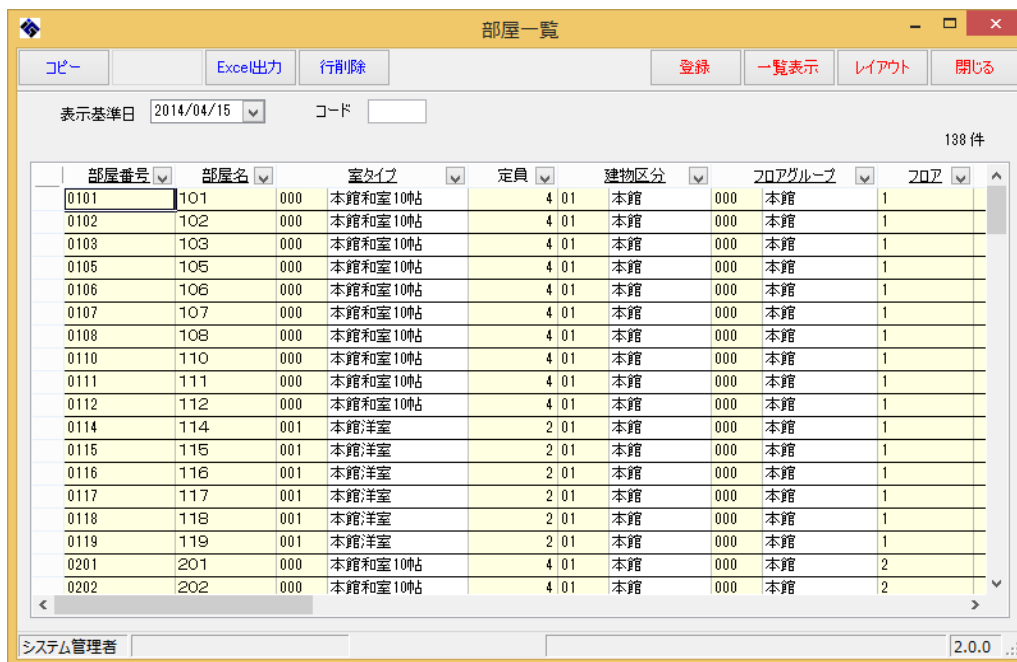 部屋一覧
コピー Excel出力 行削除 登録 一覧表示 レイアウト 閉じる
表示基準日 2014/04/15 コード
138 件
部屋番号 部屋名 室タイプ 定員 建物区分 フロアグループ フロア
0101 101 000 本館和室10帖 4 01 本館 000 本館 1
0102 102 000 本館和室10帖 4 01 本館 000 本館 1
0103 103 000 本館和室10帖 4 01 本館 000 本館 1
0105 105 000 本館和室10帖 4 01 本館 000 本館 1
0106 106 000 本館和室10帖 4 01 本館 000 本館 1
0107 107 000 本館和室10帖 4 01 本館 000 本館 1
0108 108 000 本館和室10帖 4 01 本館 000 本館 1
0110 110 000 本館和室10帖 4 01 本館 000 本館 1
0111 111 000 本館和室10帖 4 01 本館 000 本館 1
0112 112 000 本館和室10帖 4 01 本館 000 本館 1
0114 114 001 本館洋室 2 01 本館 000 本館 1
0115 115 001 本館洋室 2 01 本館 000 本館 1
0116 116 001 本館洋室 2 01 本館 000 本館 1
0117 117 001 本館洋室 2 01 本館 000 本館 1
0118 118 001 本館洋室 2 01 本館 000 本館 1
0119 119 001 本館洋室 2 01 本館 000 本館 1
0201 201 000 本館和室10帖 4 01 本館 000 本館 2
0202 202 000 本館和室10帖 4 01 本館 000 本館 2
システム管理者 2.0.0